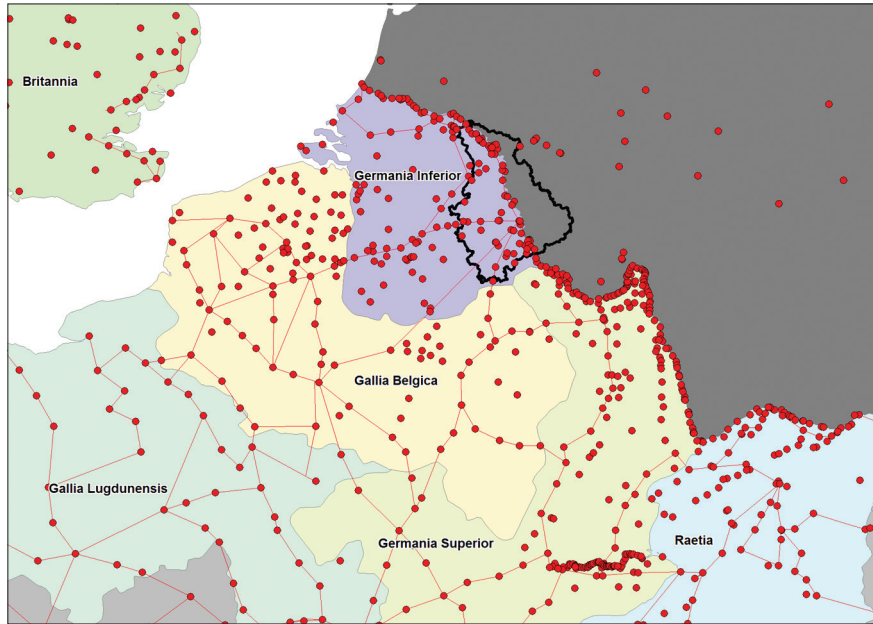 Britannia
Germania Inferior
Gallia Belgica
Gallia Lugdunensis
Germania Superior
Raetia